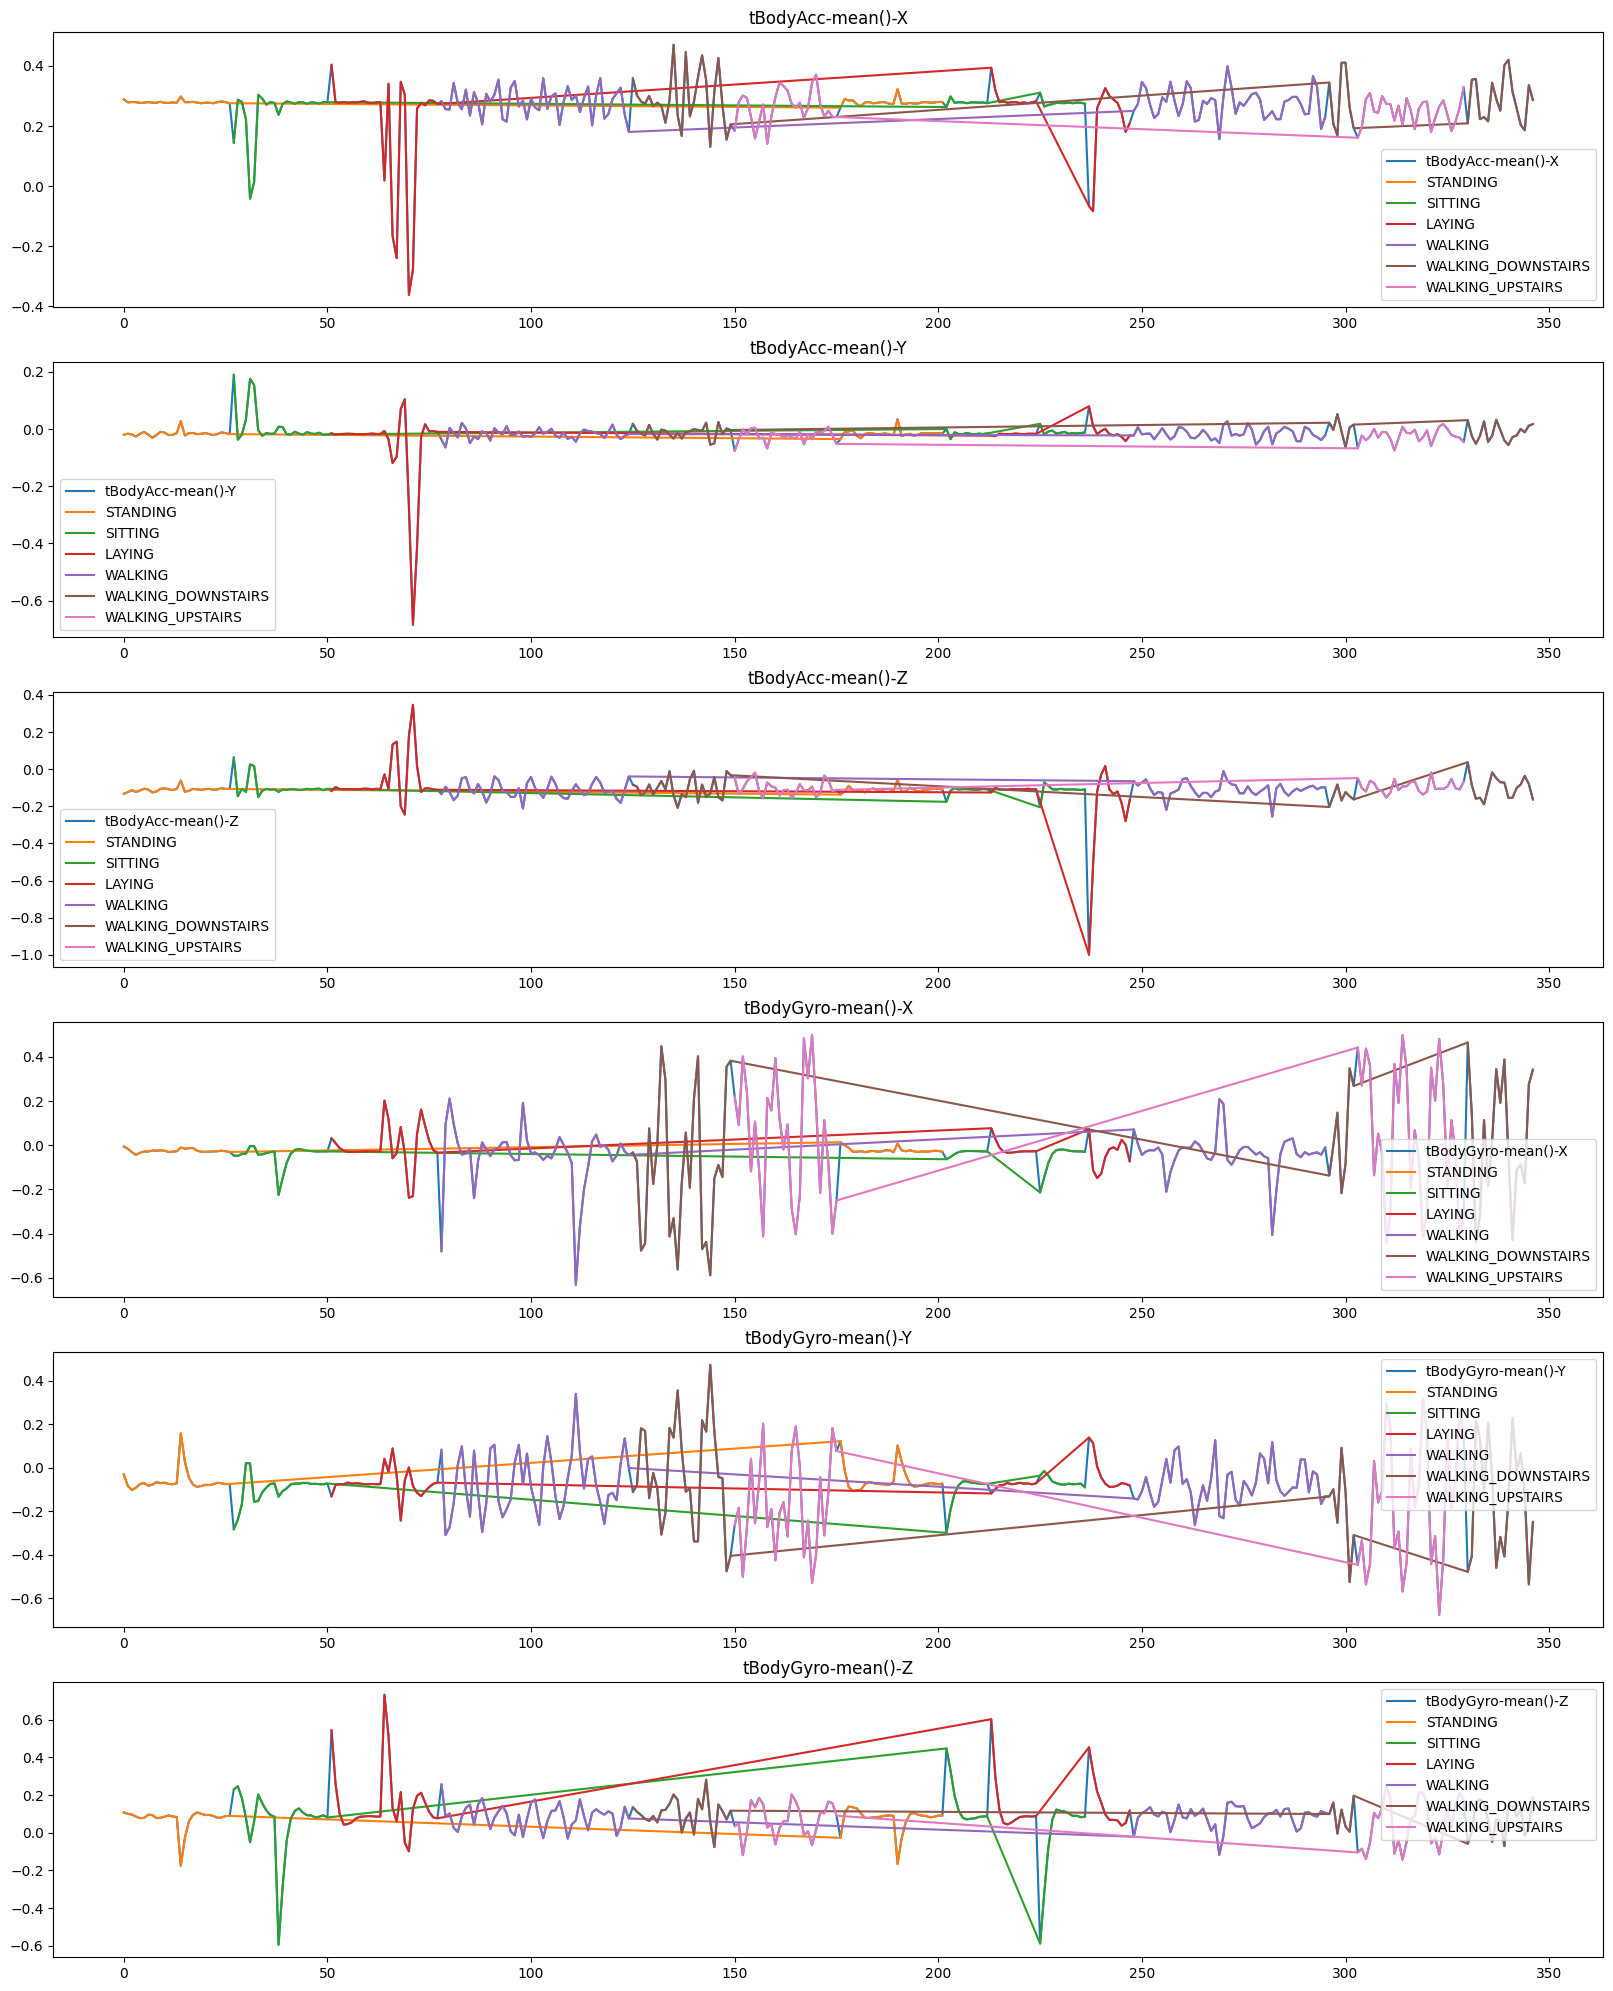 tBodyAcc-mean()-X
0.4
0.2
0.0
−0.2
−0.4
tBodyAcc-mean()-X
STANDING
SITTING
LAYING
WALKING
WALKING_DOWNSTAIRS
WALKING_UPSTAIRS
0 50 100 150 200 250 300 350
tBodyAcc-mean()-Y
0.2
0.0
−0.2
−0.4
−0.6
tBodyAcc-mean()-Y
STANDING
SITTING
LAYING
WALKING
WALKING_DOWNSTAIRS
WALKING_UPSTAIRS
0 50 100 150 200 250 300 350
tBodyAcc-mean()-Z
0.4
0.2
0.0
−0.2
−0.4
−0.6
−0.8
−1.0
tBodyAcc-mean()-Z
STANDING
SITTING
LAYING
WALKING
WALKING_DOWNSTAIRS
WALKING_UPSTAIRS
0 50 100 150 200 250 300 350
tBodyGyro-mean()-X
0.4
0.2
0.0
−0.2
−0.4
−0.6
tBodyGyro-mean()-X
STANDING
SITTING
LAYING
WALKING
WALKING_DOWNSTAIRS
WALKING_UPSTAIRS
0 50 100 150 200 250 300 350
tBodyGyro-mean()-Y
0.4
0.2
0.0
−0.2
−0.4
−0.6
tBodyGyro-mean()-Y
STANDING
SITTING
LAYING
WALKING
WALKING_DOWNSTAIRS
WALKING_UPSTAIRS
0 50 100 150 200 250 300 350
tBodyGyro-mean()-Z
0.6
0.4
0.2
0.0
−0.2
−0.4
−0.6
tBodyGyro-mean()-Z
STANDING
SITTING
LAYING
WALKING
WALKING_DOWNSTAIRS
WALKING_UPSTAIRS
0 50 100 150 200 250 300 350